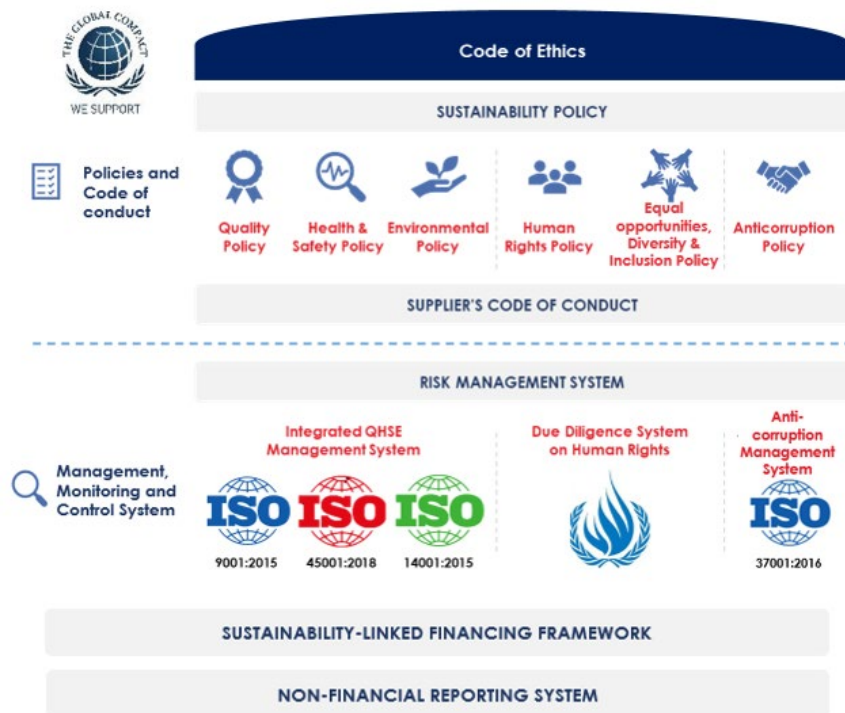 THE GLOBAL COMPACT
WE SUPPORT
Code of Ethics
SUSTAINABILITY POLICY
Policies and
Code of
conduct
Quality
Policy
Health &
Safety Policy
Environmental
Policy
Human
Rights Policy
Equal
opportunities,
Diversity &
Inclusion Policy
Anticorruption
Policy
SUPPLIER'S CODE OF CONDUCT
RISK MANAGEMENT SYSTEM
Management,
Monitoring and
Control System
Integrated QHSE
Management System
ISO
9001:2015
ISO
45001:2018
ISO
14001:2015
Due Diligence System
on Human Rights
Anti-
corruption
Management
System
ISO
37001:2016
SUSTAINABILITY-LINKED FINANCING FRAMEWORK
NON-FINANCIAL REPORTING SYSTEM